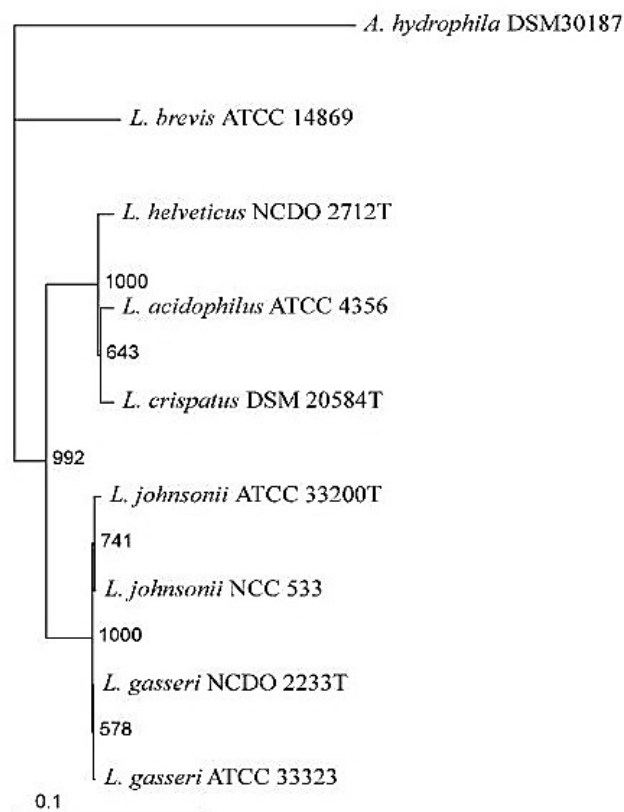 A. hydrophila DSM30187
L. brevis ATCC 14869
L. helveticus NCDO 2712T
1000
L. acidophilus ATCC 4356
643
L. crispatus DSM 20584T
992
L. johnsonii ATCC 33200T
741
L. johnsonii NCC 533
1000
L. gasseri NCDO 2233T
578
L. gasseri ATCC 33323
0.1